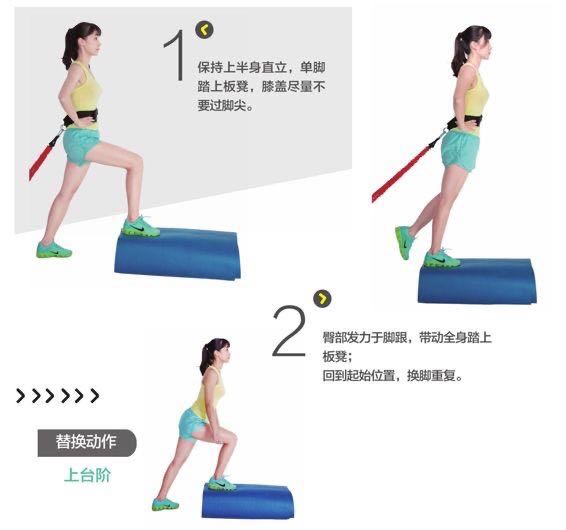 1
保持上半身直立，单脚
踏上板凳，膝盖尽量不
要过脚尖。
2
臀部发力于脚跟，带动全身踏上
板凳；
回到起始位置，换脚重复。
替换动作
上台阶